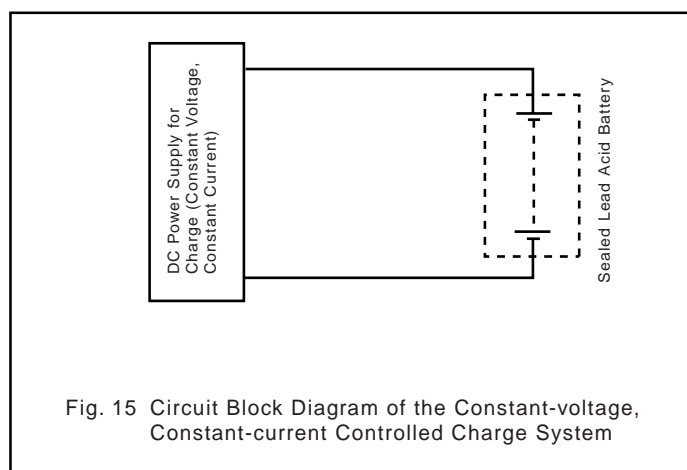 DC Power Supply for
Charge (Constant Voltage,
Constant Current)
Sealed Lead Acid Battery
Fig. 15 Circuit Block Diagram of the Constant-voltage,
Constant-current Controlled Charge System